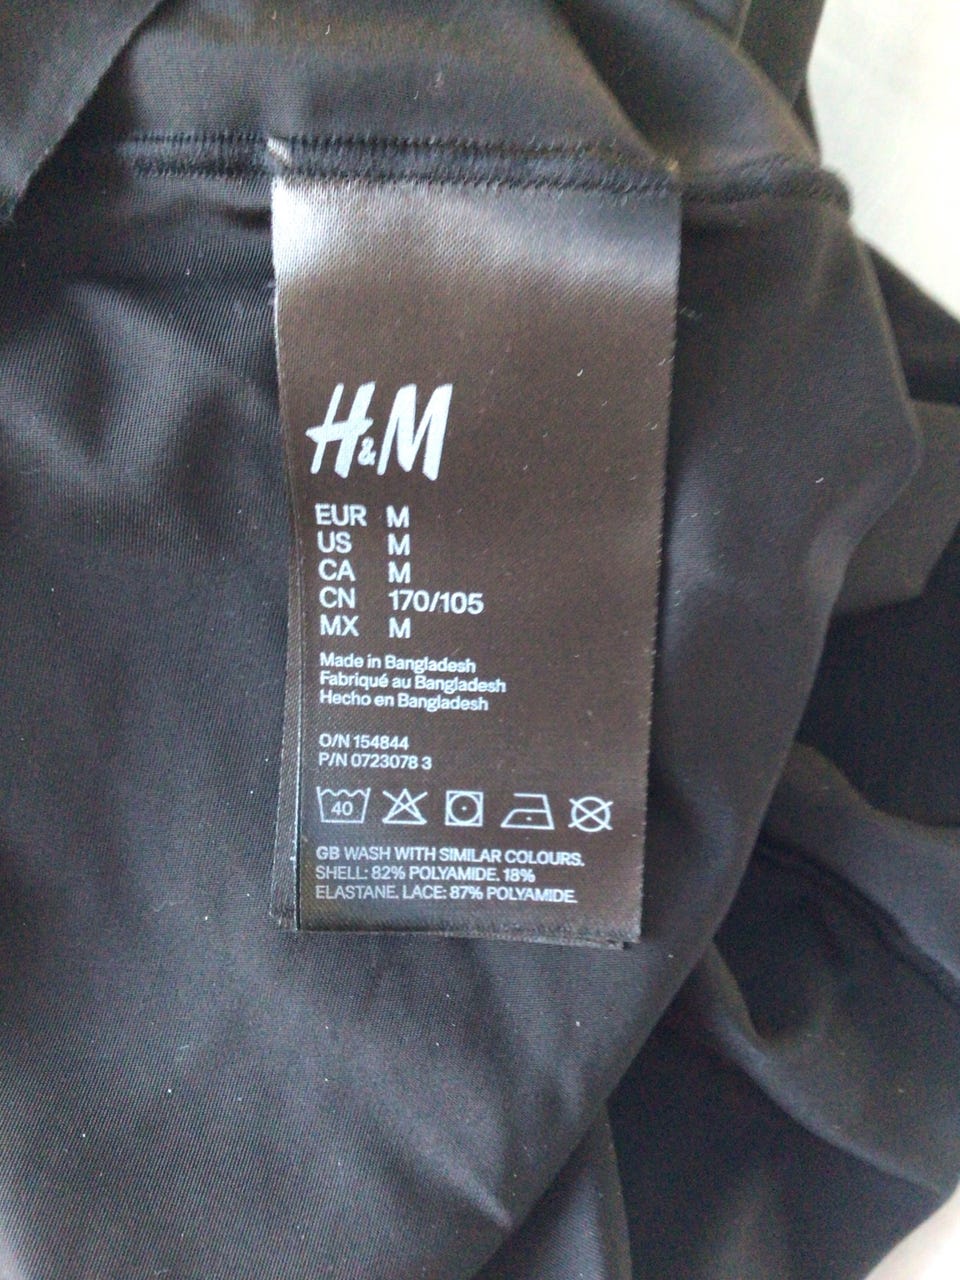 H&M
EUR M
US M
CA M
CN 170/105
MX M
Made in Bangladesh
Fabriqué au Bangladesh
Hecho en Bangladesh
O/N 154844
P/N 0723078 3
40
GB WASH WITH SIMILAR COLOURS.
SHELL: 82% POLYAMIDE. 18%
ELASTANE. LACE: 87% POLYAMIDE.